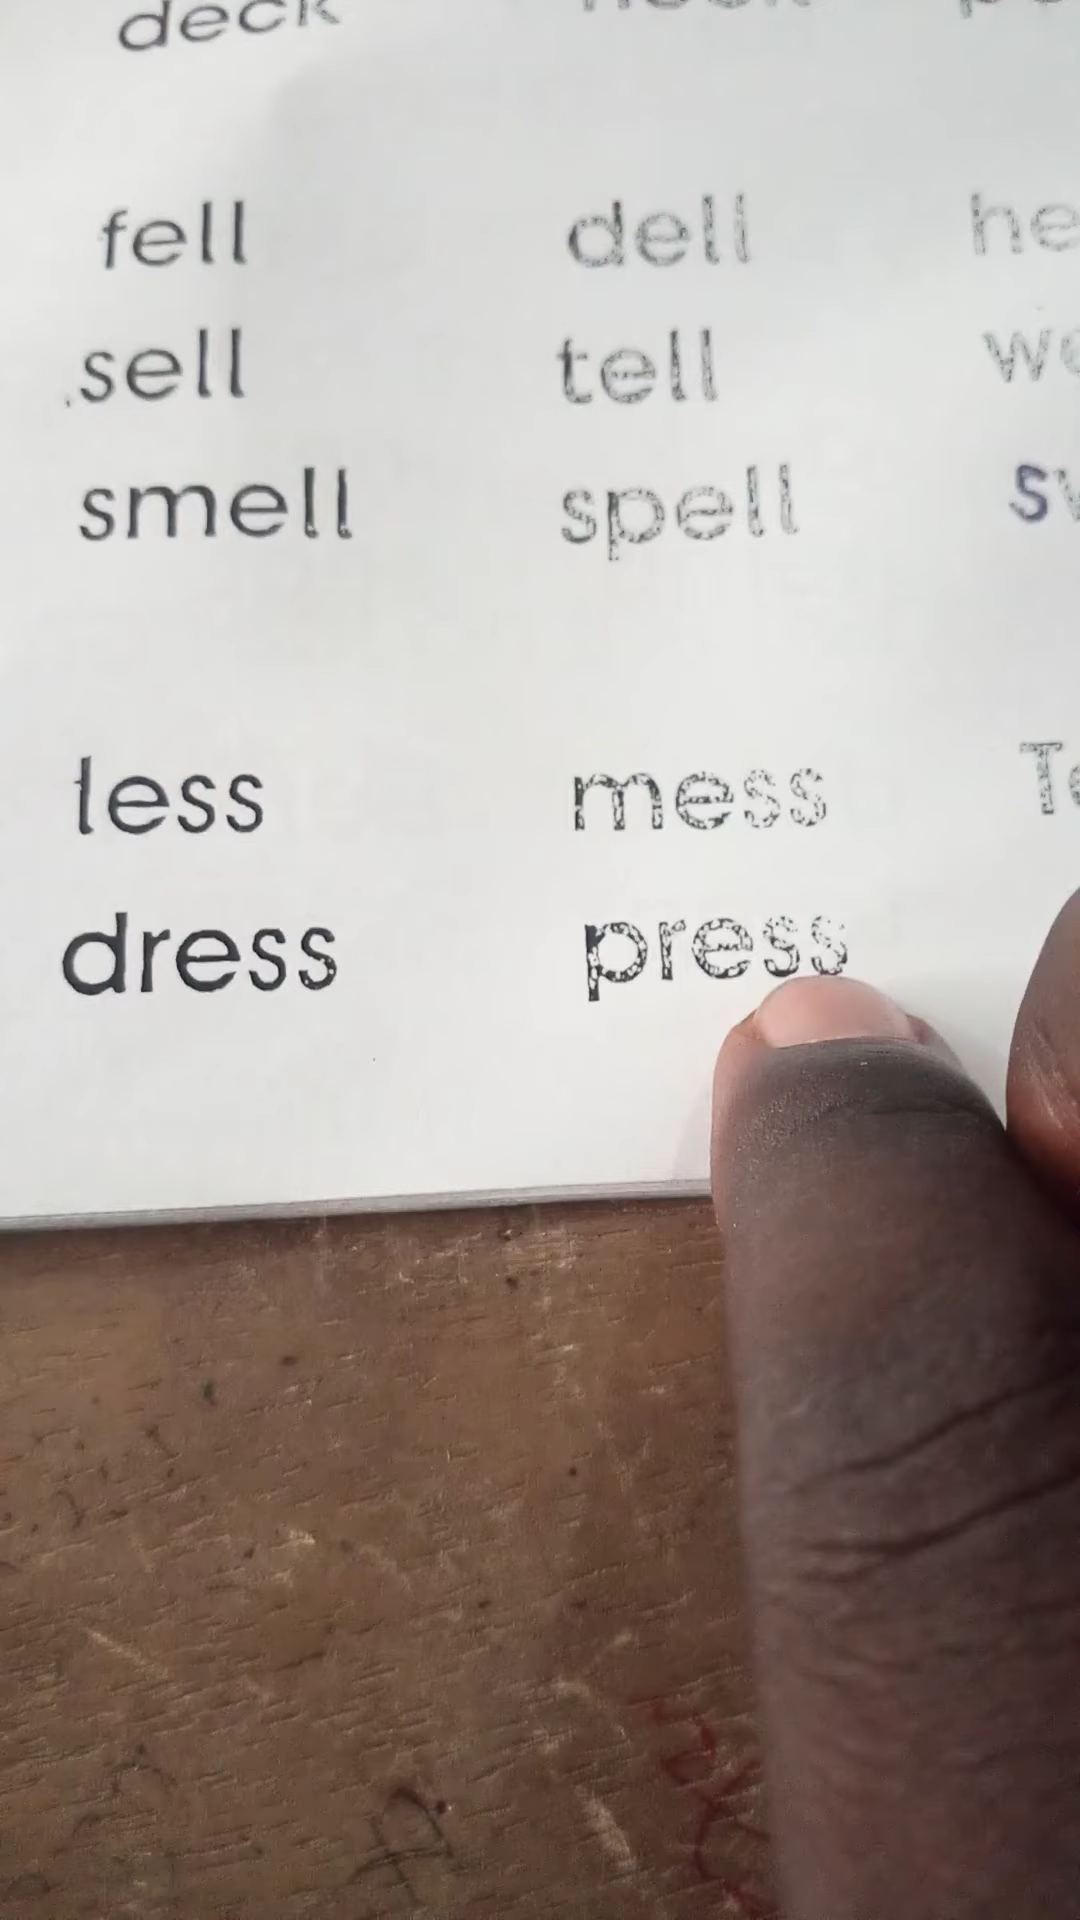 deck
fell dell
sell tell
smell spell
less mess
dress press